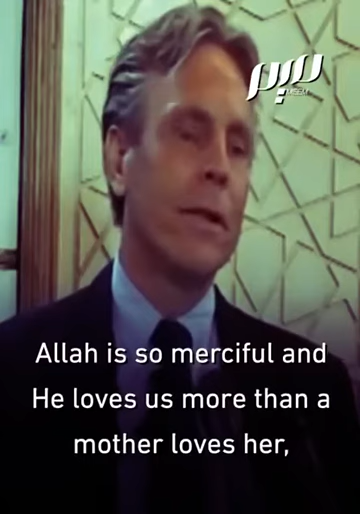 Allah is so merciful and
He loves us more than a
mother loves her,